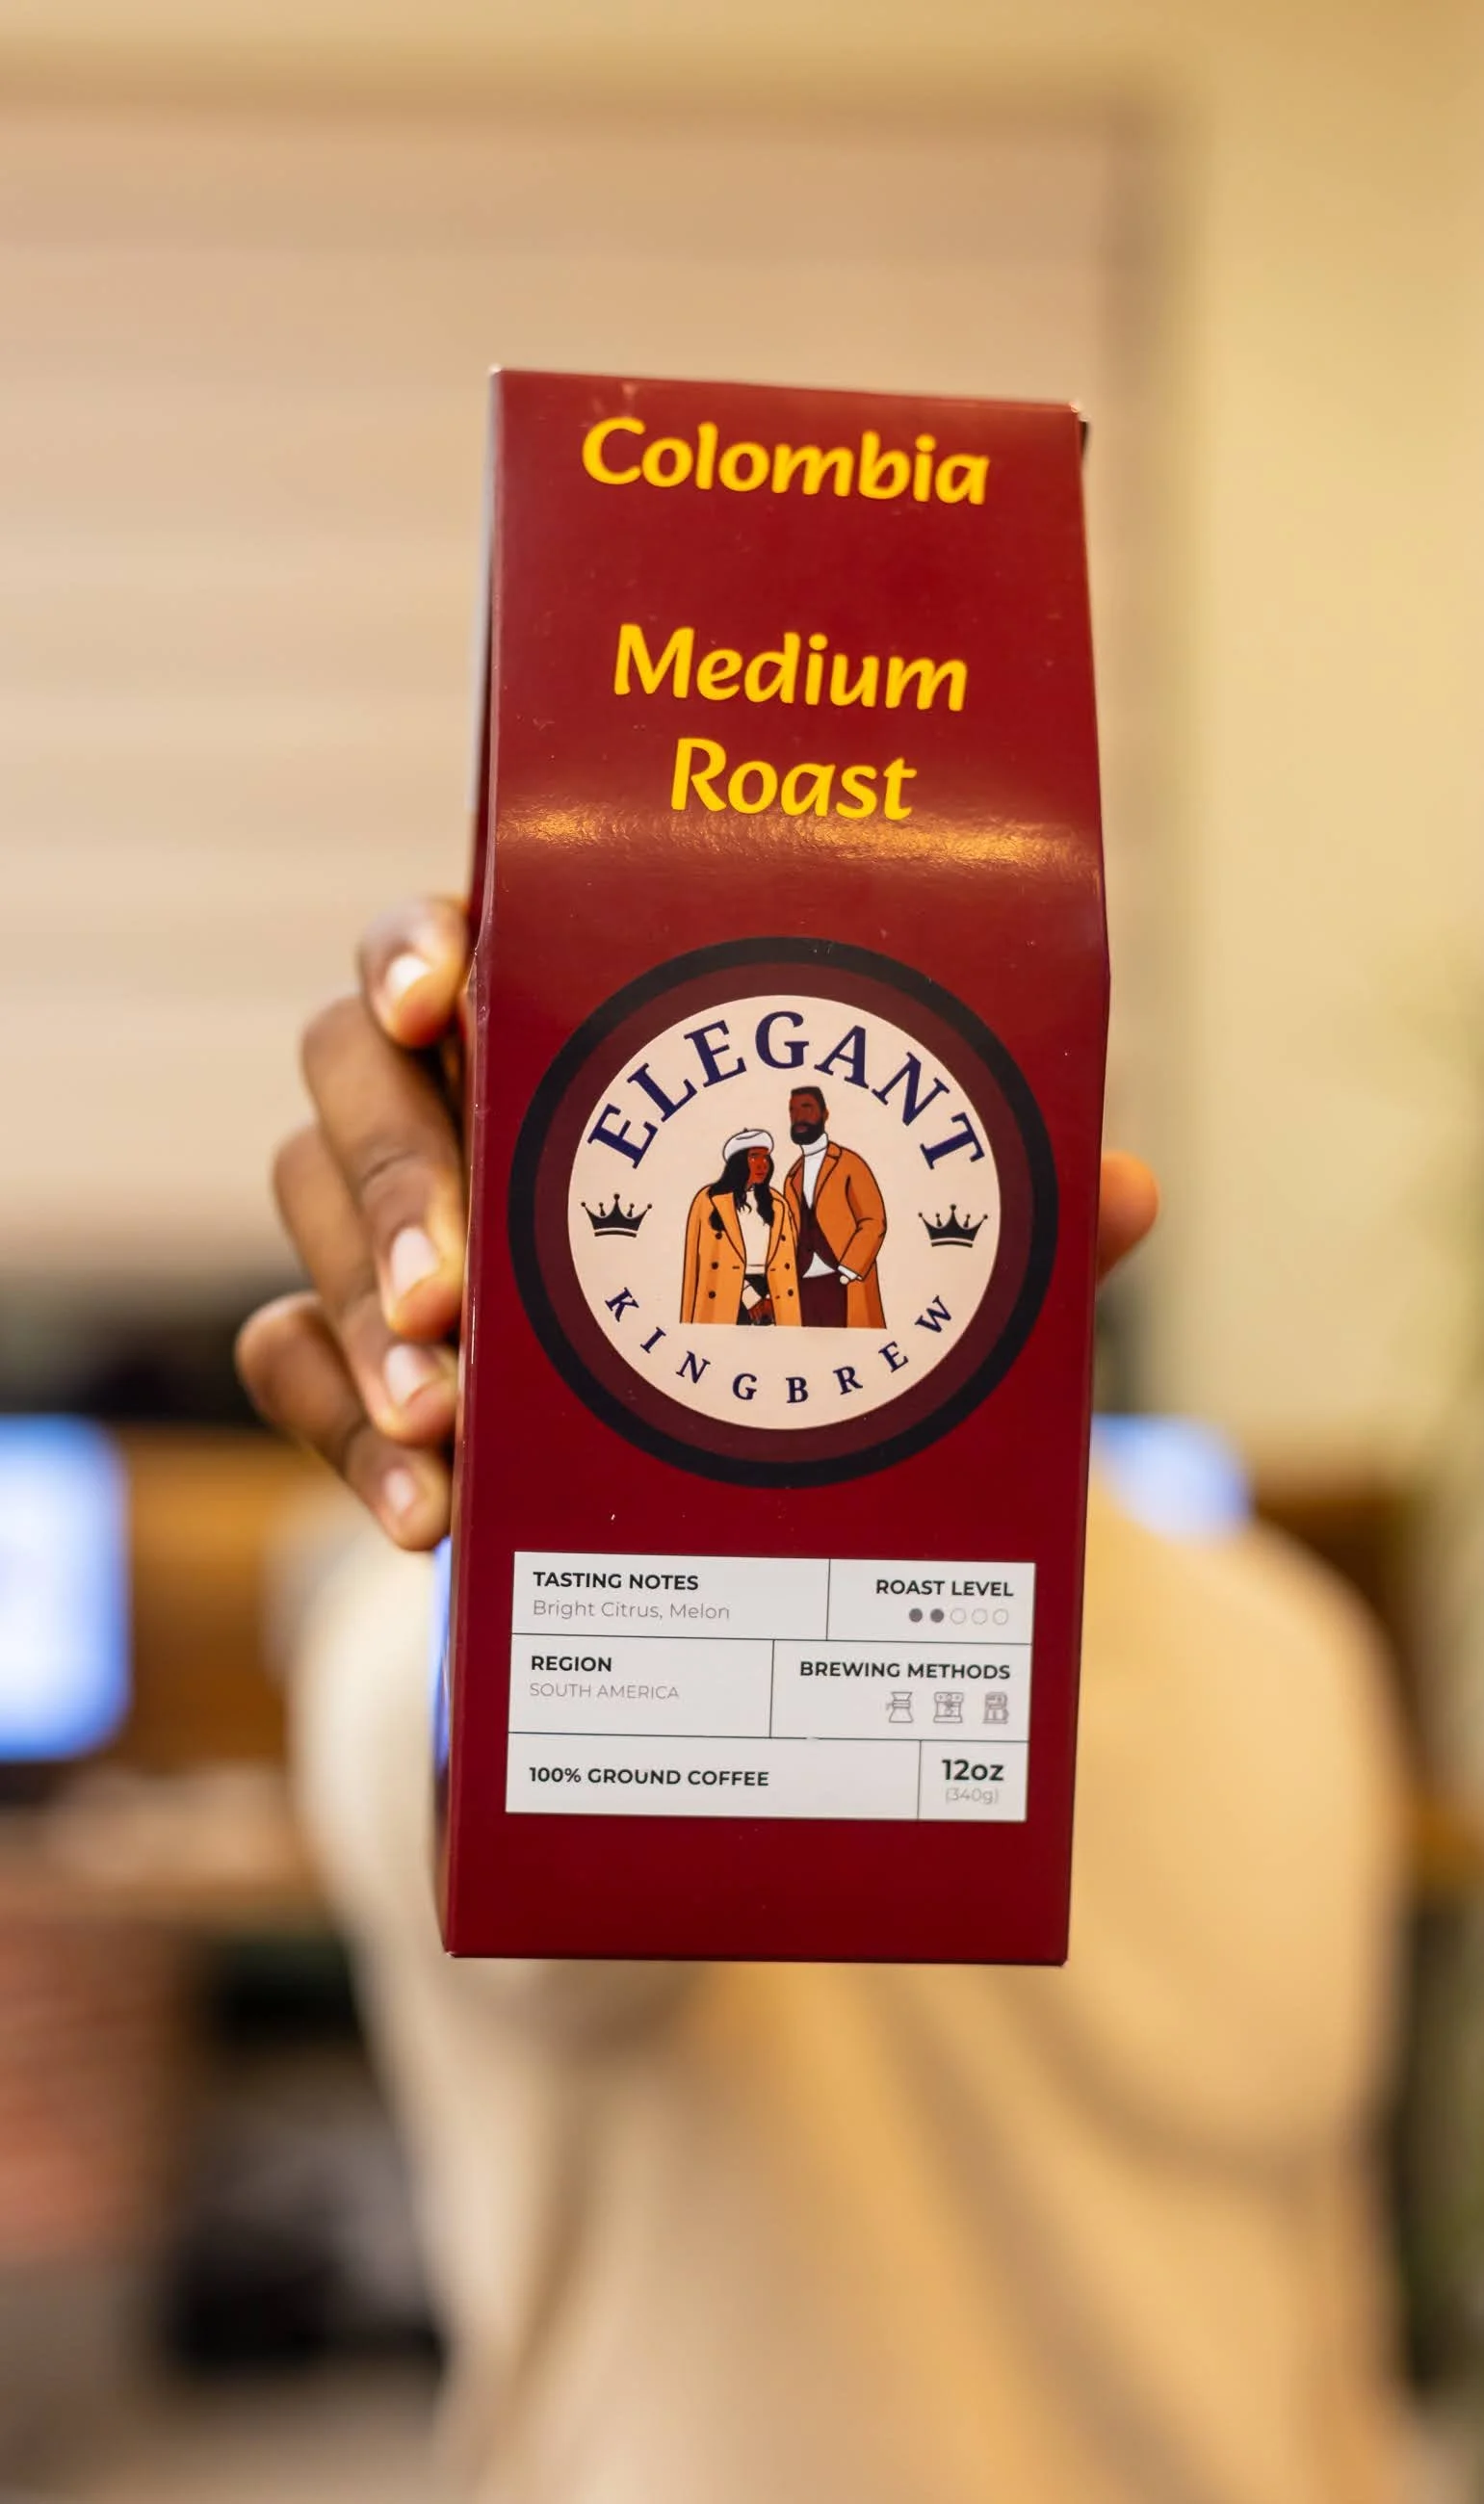 Colombia
Medium
Roast
ELEGANT
KINGBREW
TASTING NOTES
Bright Citrus, Melon
ROAST LEVEL
REGION
SOUTH AMERICA
BREWING METHODS
100% GROUND COFFEE
12oz
(340g)